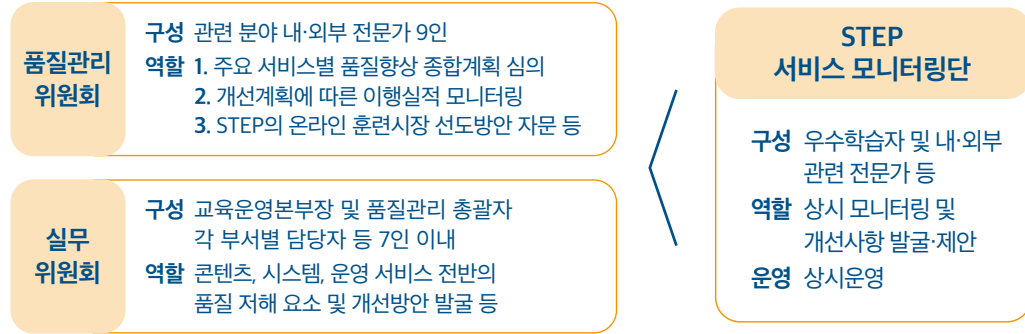 품질관리
위원회
구성 관련 분야 내·외부 전문가 9인
역할 1. 주요 서비스별 품질향상 종합계획 심의
2. 개선계획에 따른 이행실적 모니터링
3. STEP의 온라인 훈련시장 선도방안 자문 등
실무
위원회
구성 교육운영본부장 및 품질관리 총괄자
각 부서별 담당자 등 7인 이내
역할 콘텐츠, 시스템, 운영 서비스 전반의
품질 저해 요소 및 개선방안 발굴 등
STEP
서비스 모니터링단
구성 우수학습자 및 내·외부
관련 전문가 등
역할 상시 모니터링 및
개선사항 발굴·제안
운영 상시운영